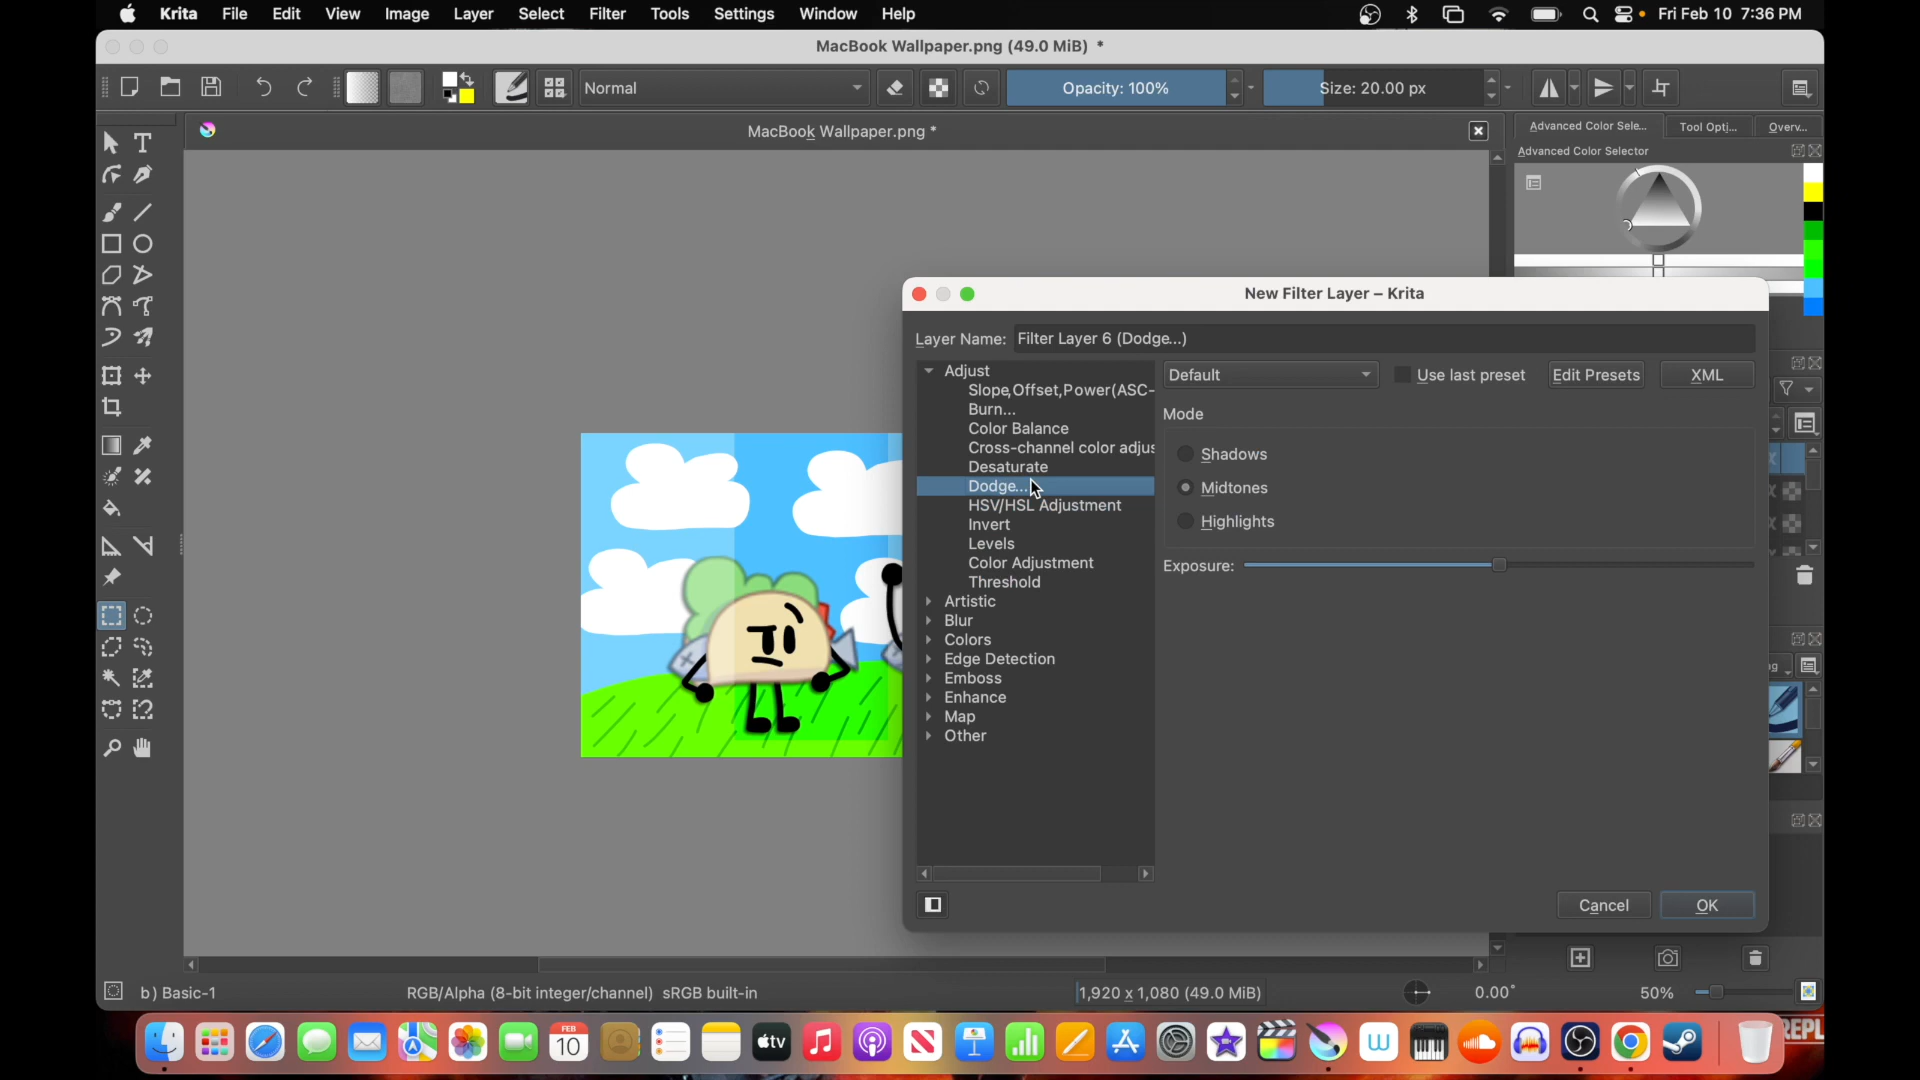 Krita File Edit View Image Layer Select Filter Tools Settings Window Help Fri Feb 10 7:36 PM
MacBook Wallpaper.png (49.0 MiB) *
Normal Opacity: 100% Size: 20.00 px
MacBook Wallpaper.png *
Advanced Color Sele... Tool Opti... Overv...
Advanced Color Selector
New Filter Layer – Krita
Layer Name: Filter Layer 6 (Dodge...)
Adjust
Slope,Offset,Power(ASC-
Burn...
Color Balance
Cross-channel color adjus
Desaturate
Dodge...
HSV/HSL Adjustment
Invert
Levels
Color Adjustment
Threshold
Artistic
Blur
Colors
Edge Detection
Emboss
Enhance
Map
Other
Default Use last preset Edit Presets XML
Mode
Shadows
Midtones
Highlights
Exposure:
Cancel OK
b) Basic-1 RGB/Alpha (8-bit integer/channel) sRGB built-in 1,920 x 1,080 (49.0 MiB) 0.00° 50%
FEB
10
tv